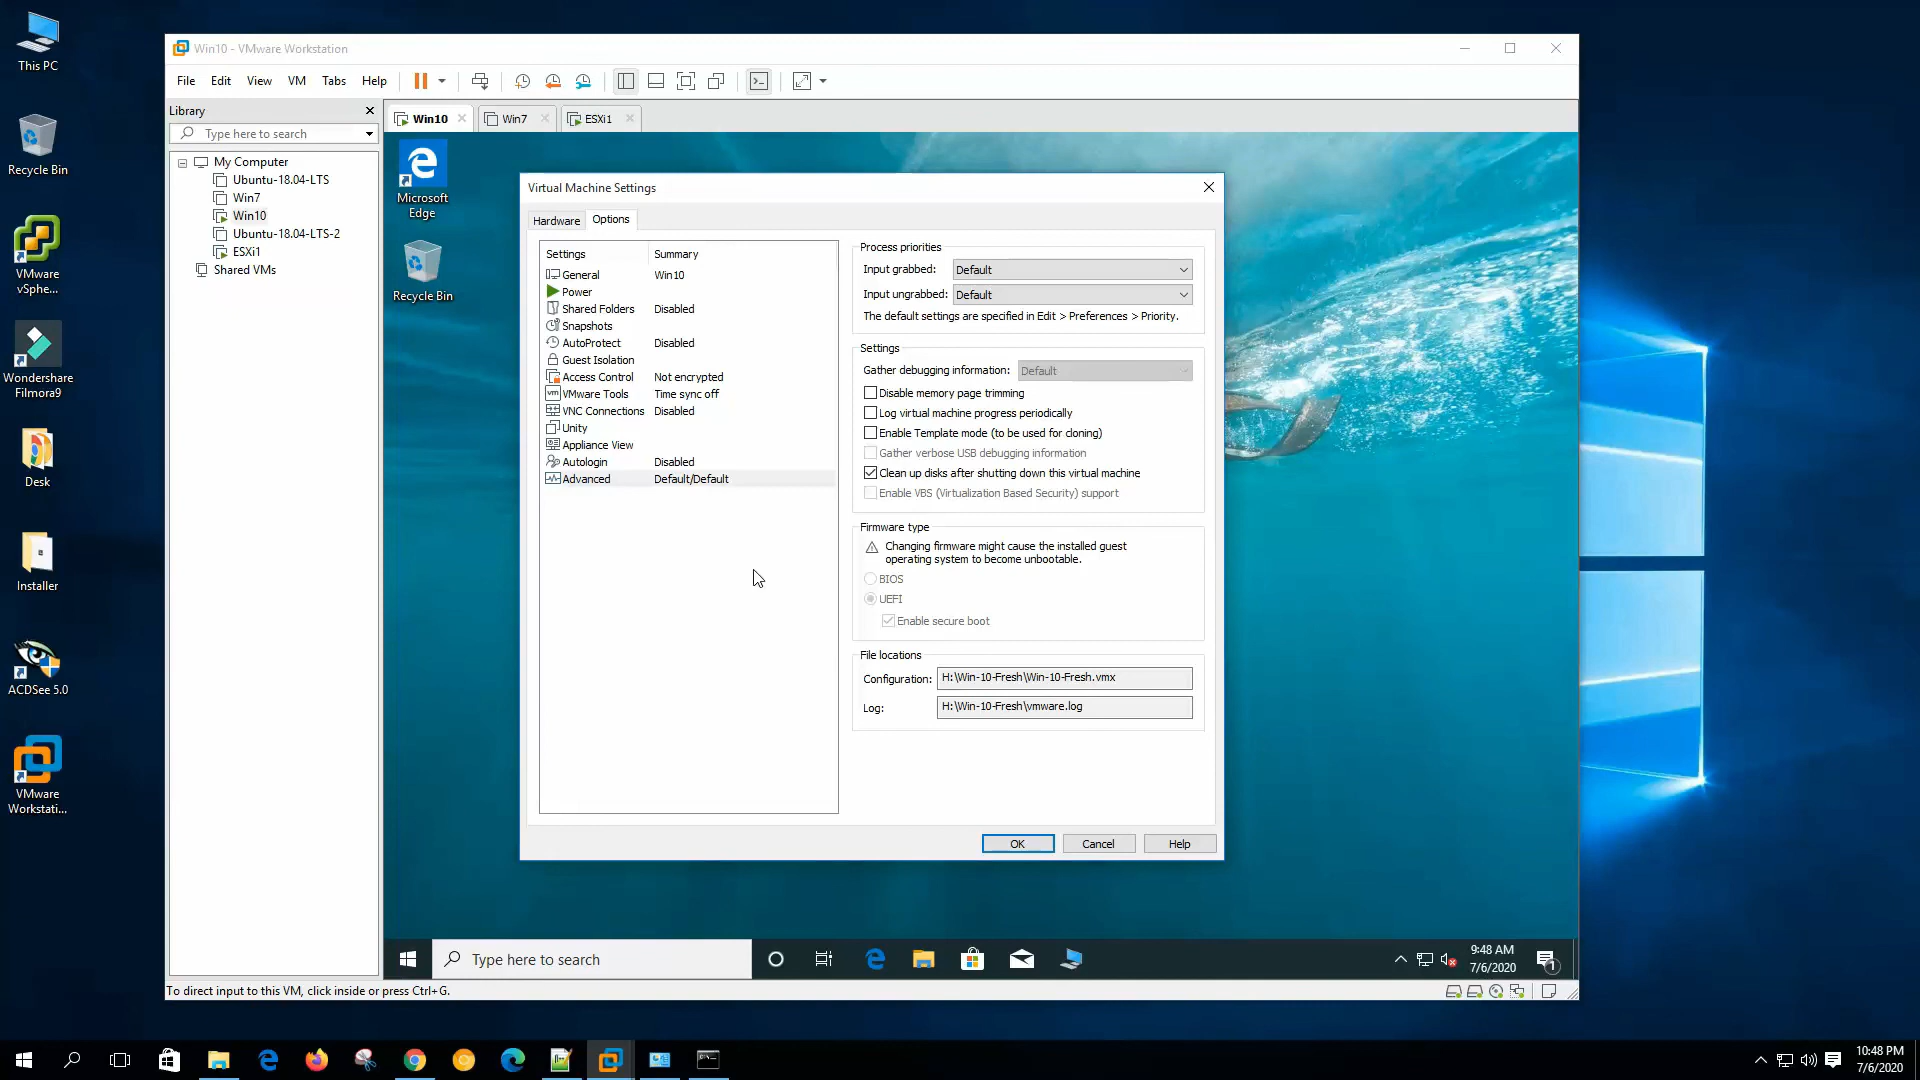 This PC
Recycle Bin
VMware
vSphe...
Wondershare
Filmora9
Desk
Installer
ACDSee 5.0
VMware
Workstati...
Win10 - VMware Workstation
File Edit View VM Tabs Help
Library
Type here to search
My Computer
Ubuntu-18.04-LTS
Win7
Win10
Ubuntu-18.04-LTS-2
ESXi1
Shared VMs
Win10 Win7 ESXi1
Microsoft
Edge
Recycle Bin
Virtual Machine Settings
Hardware Options
Settings Summary
General Win10
Power
Shared Folders Disabled
Snapshots
AutoProtect Disabled
Guest Isolation
Access Control Not encrypted
VMware Tools Time sync off
VNC Connections Disabled
Unity
Appliance View
Autologin Disabled
Advanced Default/Default
Process priorities
Input grabbed: Default
Input ungrabbed: Default
The default settings are specified in Edit > Preferences > Priority.
Settings
Gather debugging information: Default
Disable memory page trimming
Log virtual machine progress periodically
Enable Template mode (to be used for cloning)
Gather verbose USB debugging information
Clean up disks after shutting down this virtual machine
Enable VBS (Virtualization Based Security) support
Firmware type
Changing firmware might cause the installed guest
operating system to become unbootable.
BIOS
UEFI
Enable secure boot
File locations
Configuration: H:\Win-10-Fresh\Win-10-Fresh.vmx
Log: H:\Win-10-Fresh\vmware.log
OK Cancel Help
Type here to search
9:48 AM
7/6/2020
1
To direct input to this VM, click inside or press Ctrl+G.
10:48 PM
7/6/2020